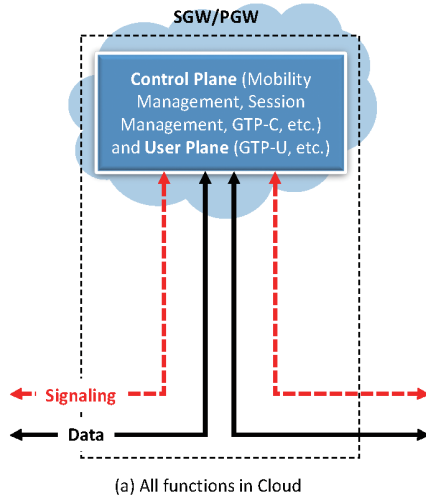 SGW/PGW
Control Plane (Mobility
Management, Session
Management, GTP-C, etc.)
and User Plane (GTP-U, etc.)
Signaling
Data
(a) All functions in Cloud